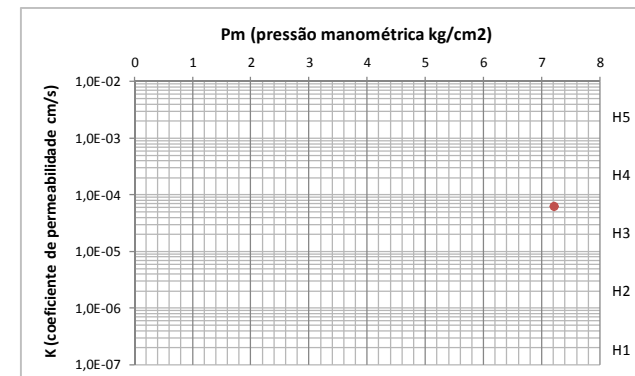 Pm (pressão manométrica kg/cm2)
0 1 2 3 4 5 6 7 8
K (coeficiente de permeabilidade cm/s)
1,0E-02
H5
1,0E-03
H4
1,0E-04
H3
1,0E-05
H2
1,0E-06
H1
1,0E-07